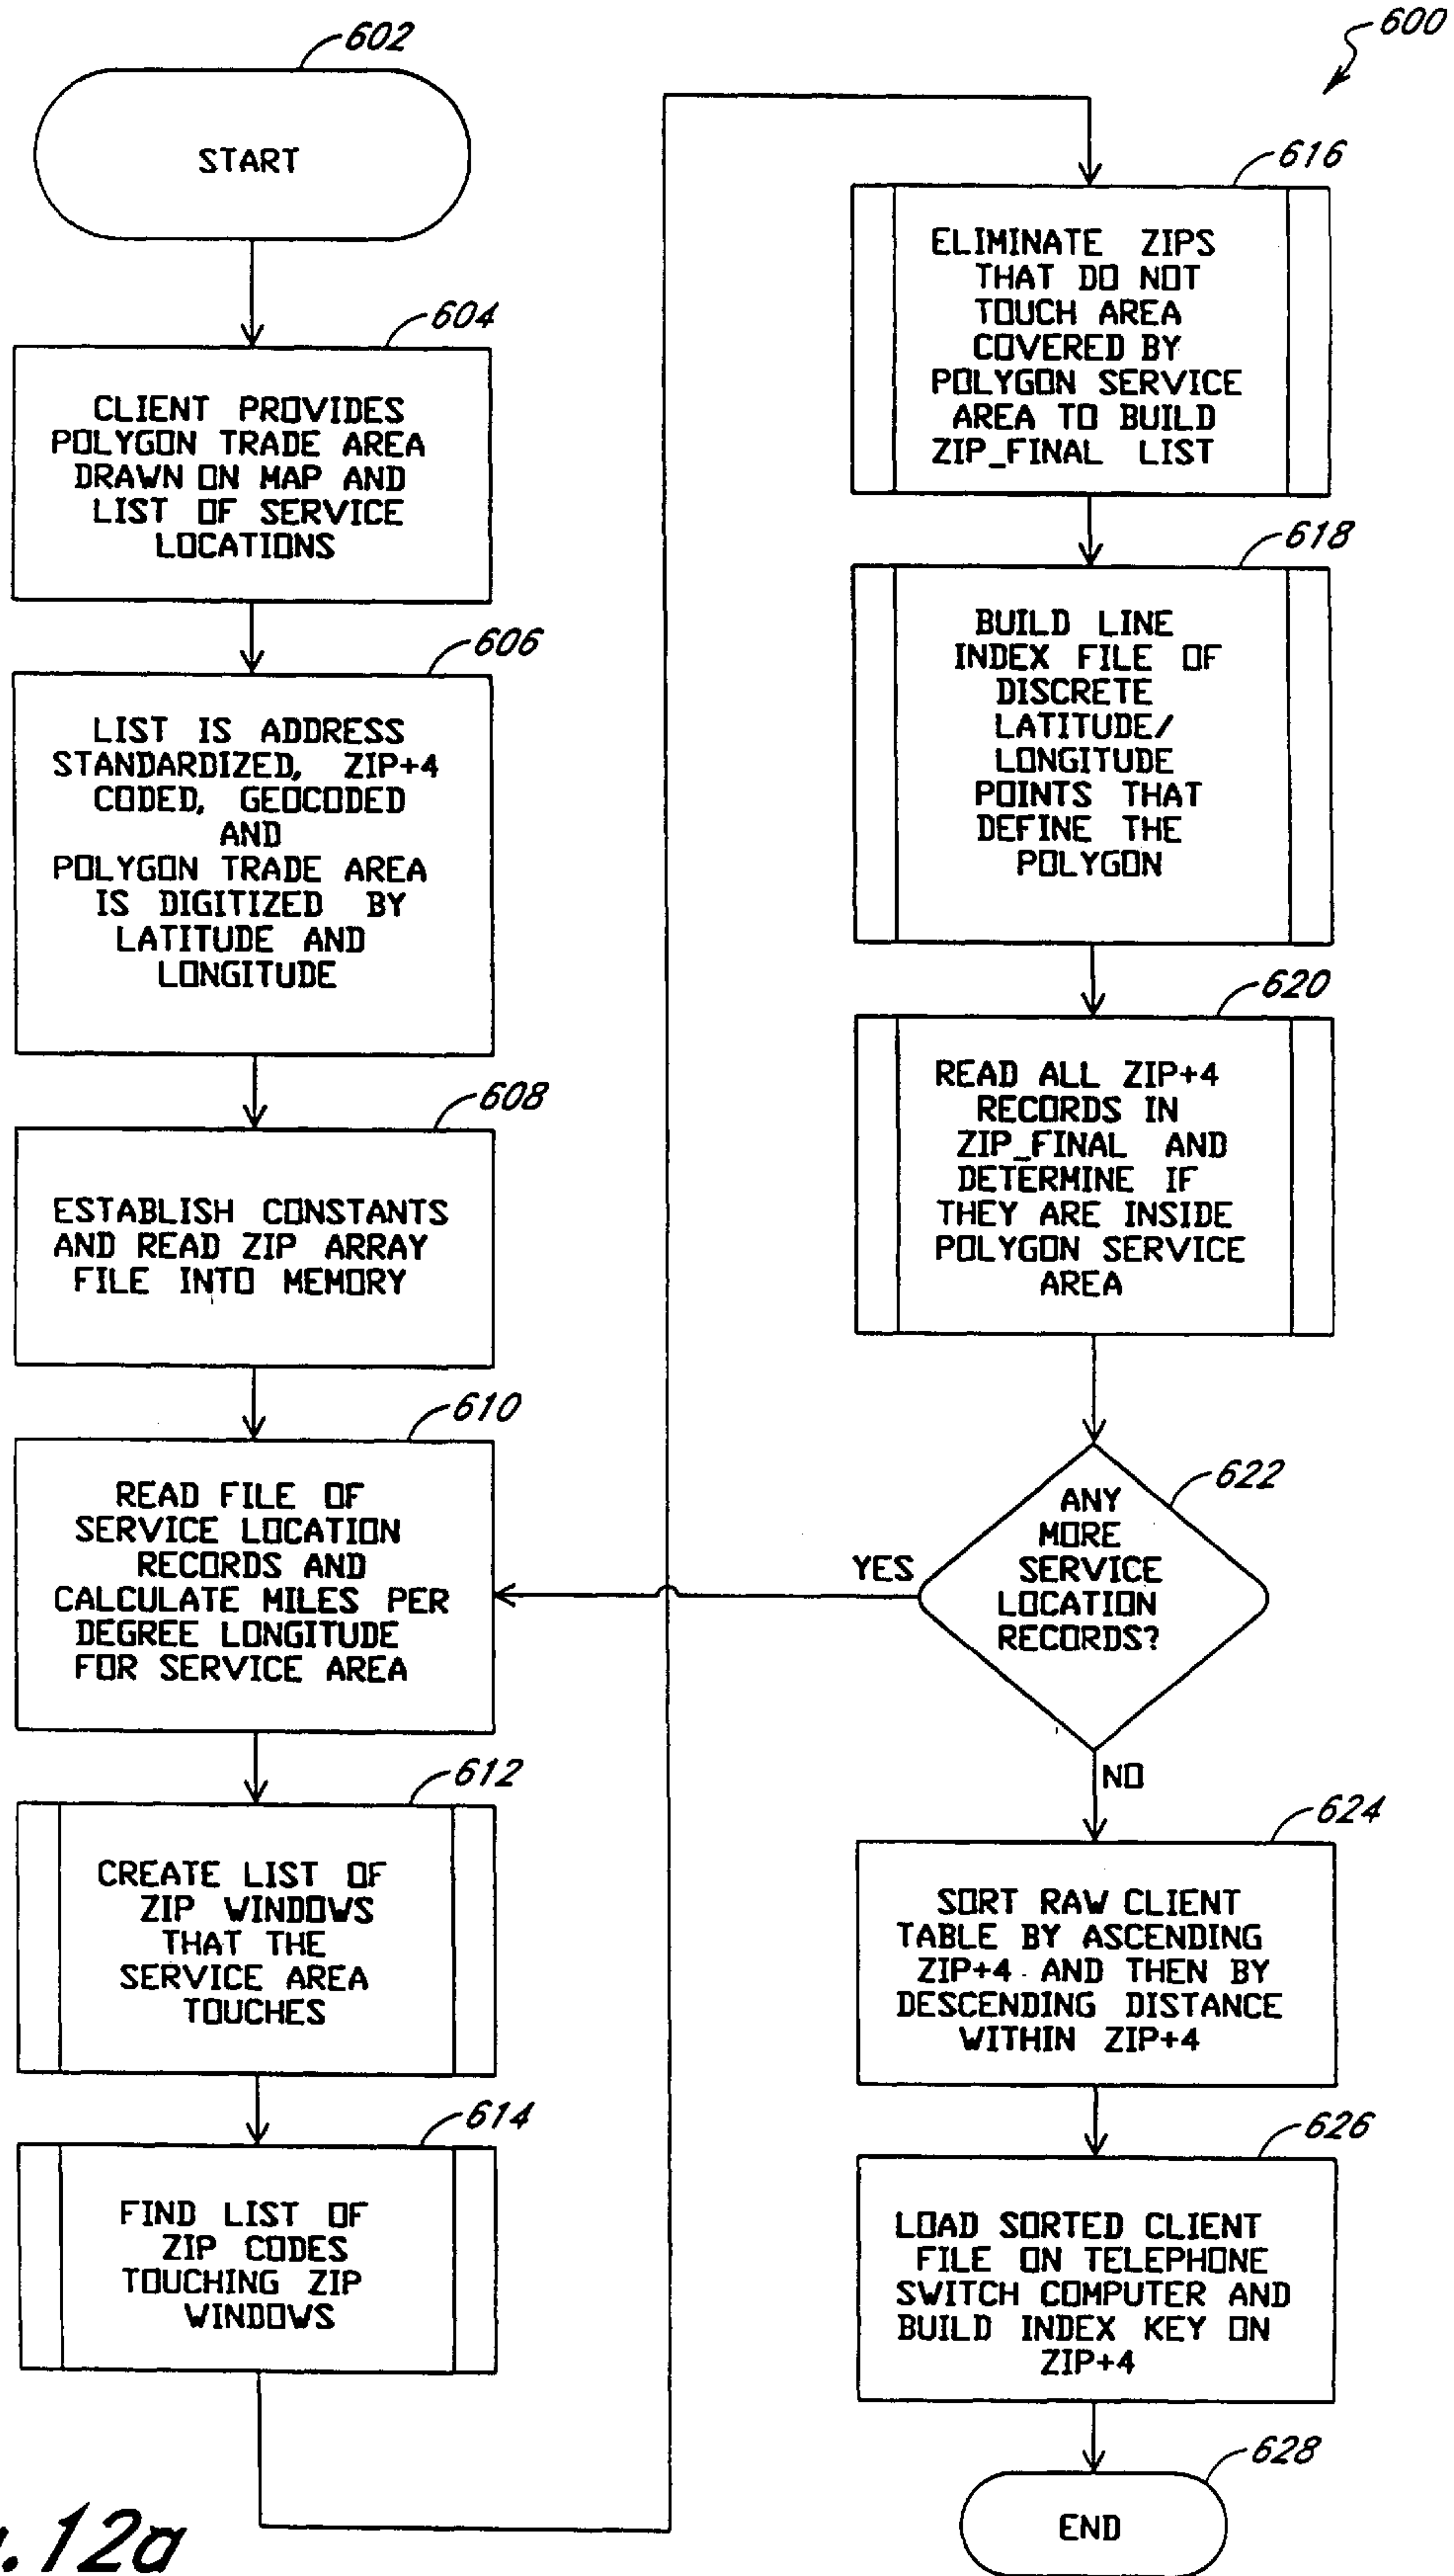 600
602
START
604
CLIENT PROVIDES
POLYGON TRADE AREA
DRAWN ON MAP AND
LIST OF SERVICE
LOCATIONS
606
LIST IS ADDRESS
STANDARDIZED, ZIP+4
CODED, GEOCODED
AND
POLYGON TRADE AREA
IS DIGITIZED BY
LATITUDE AND
LONGITUDE
608
ESTABLISH CONSTANTS
AND READ ZIP ARRAY
FILE INTO MEMORY
610
READ FILE OF
SERVICE LOCATION
RECORDS AND
CALCULATE MILES PER
DEGREE LONGITUDE
FOR SERVICE AREA
612
CREATE LIST OF
ZIP WINDOWS
THAT THE
SERVICE AREA
TOUCHES
614
FIND LIST OF
ZIP CODES
TOUCHING ZIP
WINDOWS
616
ELIMINATE ZIPS
THAT DO NOT
TOUCH AREA
COVERED BY
POLYGON SERVICE
AREA TO BUILD
ZIP_FINAL LIST
618
BUILD LINE
INDEX FILE OF
DISCRETE
LATITUDE/
LONGITUDE
POINTS THAT
DEFINE THE
POLYGON
620
READ ALL ZIP+4
RECORDS IN
ZIP_FINAL AND
DETERMINE IF
THEY ARE INSIDE
POLYGON SERVICE
AREA
622
ANY
MORE
SERVICE
LOCATION
RECORDS?
YES
NO
624
SORT RAW CLIENT
TABLE BY ASCENDING
ZIP+4 AND THEN BY
DESCENDING DISTANCE
WITHIN ZIP+4
626
LOAD SORTED CLIENT
FILE ON TELEPHONE
SWITCH COMPUTER AND
BUILD INDEX KEY ON
ZIP+4
628
END
.12a